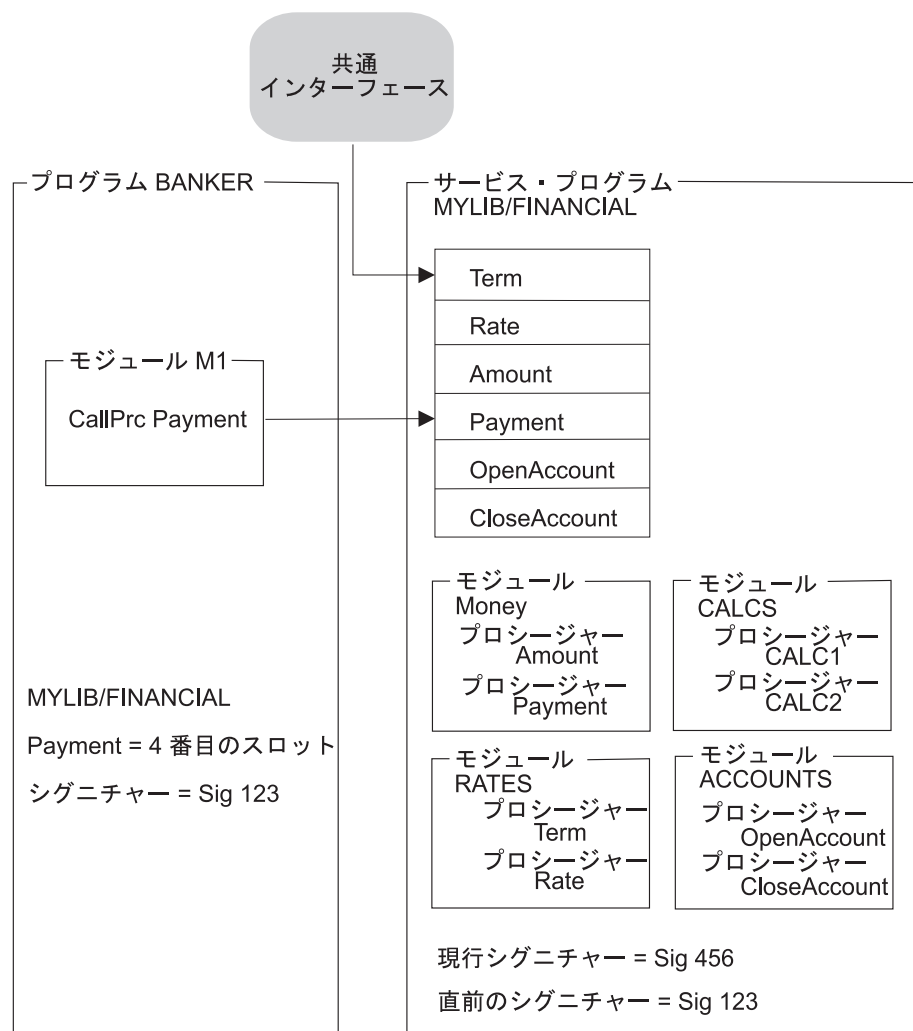 共通
インターフェース
プログラム BANKER
モジュール M1
CallPrc Payment
MYLIB/FINANCIAL
Payment = 4 番目のスロット
シグニチャー = Sig 123
サービス・プログラム
MYLIB/FINANCIAL
Term
Rate
Amount
Payment
OpenAccount
CloseAccount
モジュール
Money
プロシージャー
Amount
プロシージャー
Payment
モジュール
CALCS
プロシージャー
CALC1
プロシージャー
CALC2
モジュール
RATES
プロシージャー
Term
プロシージャー
Rate
モジュール
ACCOUNTS
プロシージャー
OpenAccount
プロシージャー
CloseAccount
現行シグニチャー = Sig 456
直前のシグニチャー = Sig 123